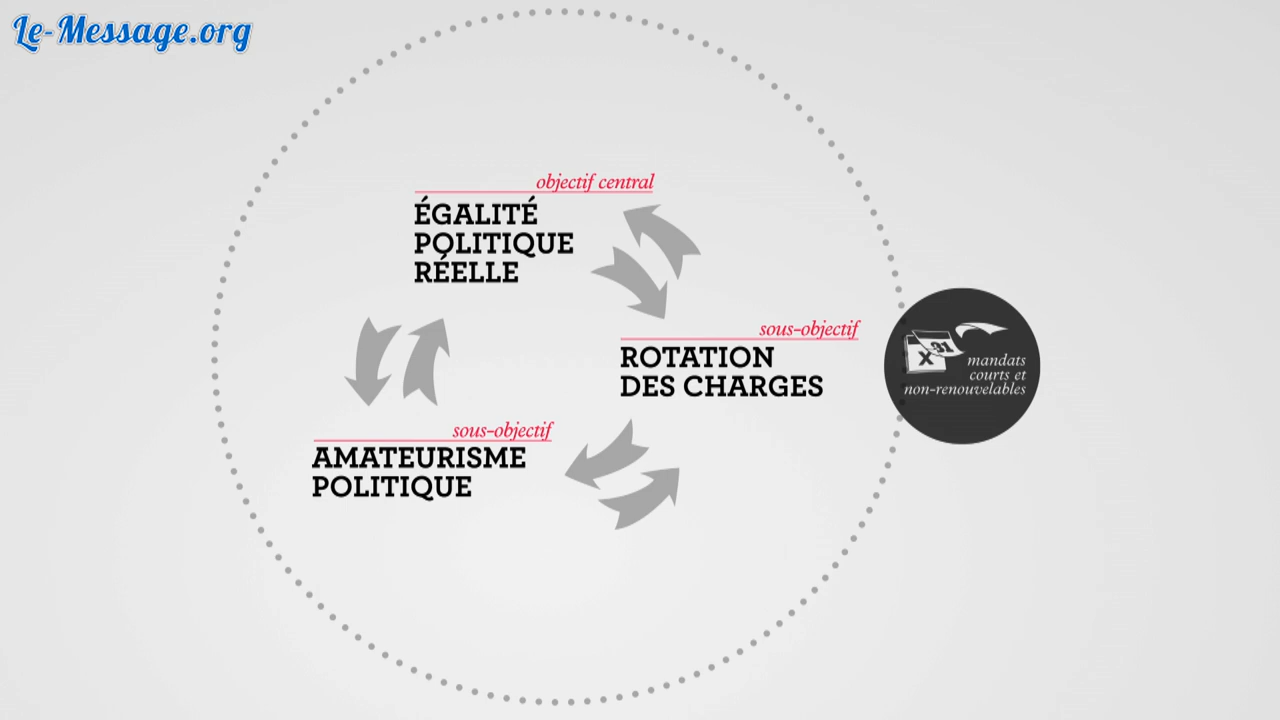 Le-Message.org
objectif central
ÉGALITÉ
POLITIQUE
RÉELLE
sous-objectif
ROTATION
DES CHARGES
X
31
mandats
courts et
non-renouvelables
sous-objectif
AMATEURISME
POLITIQUE